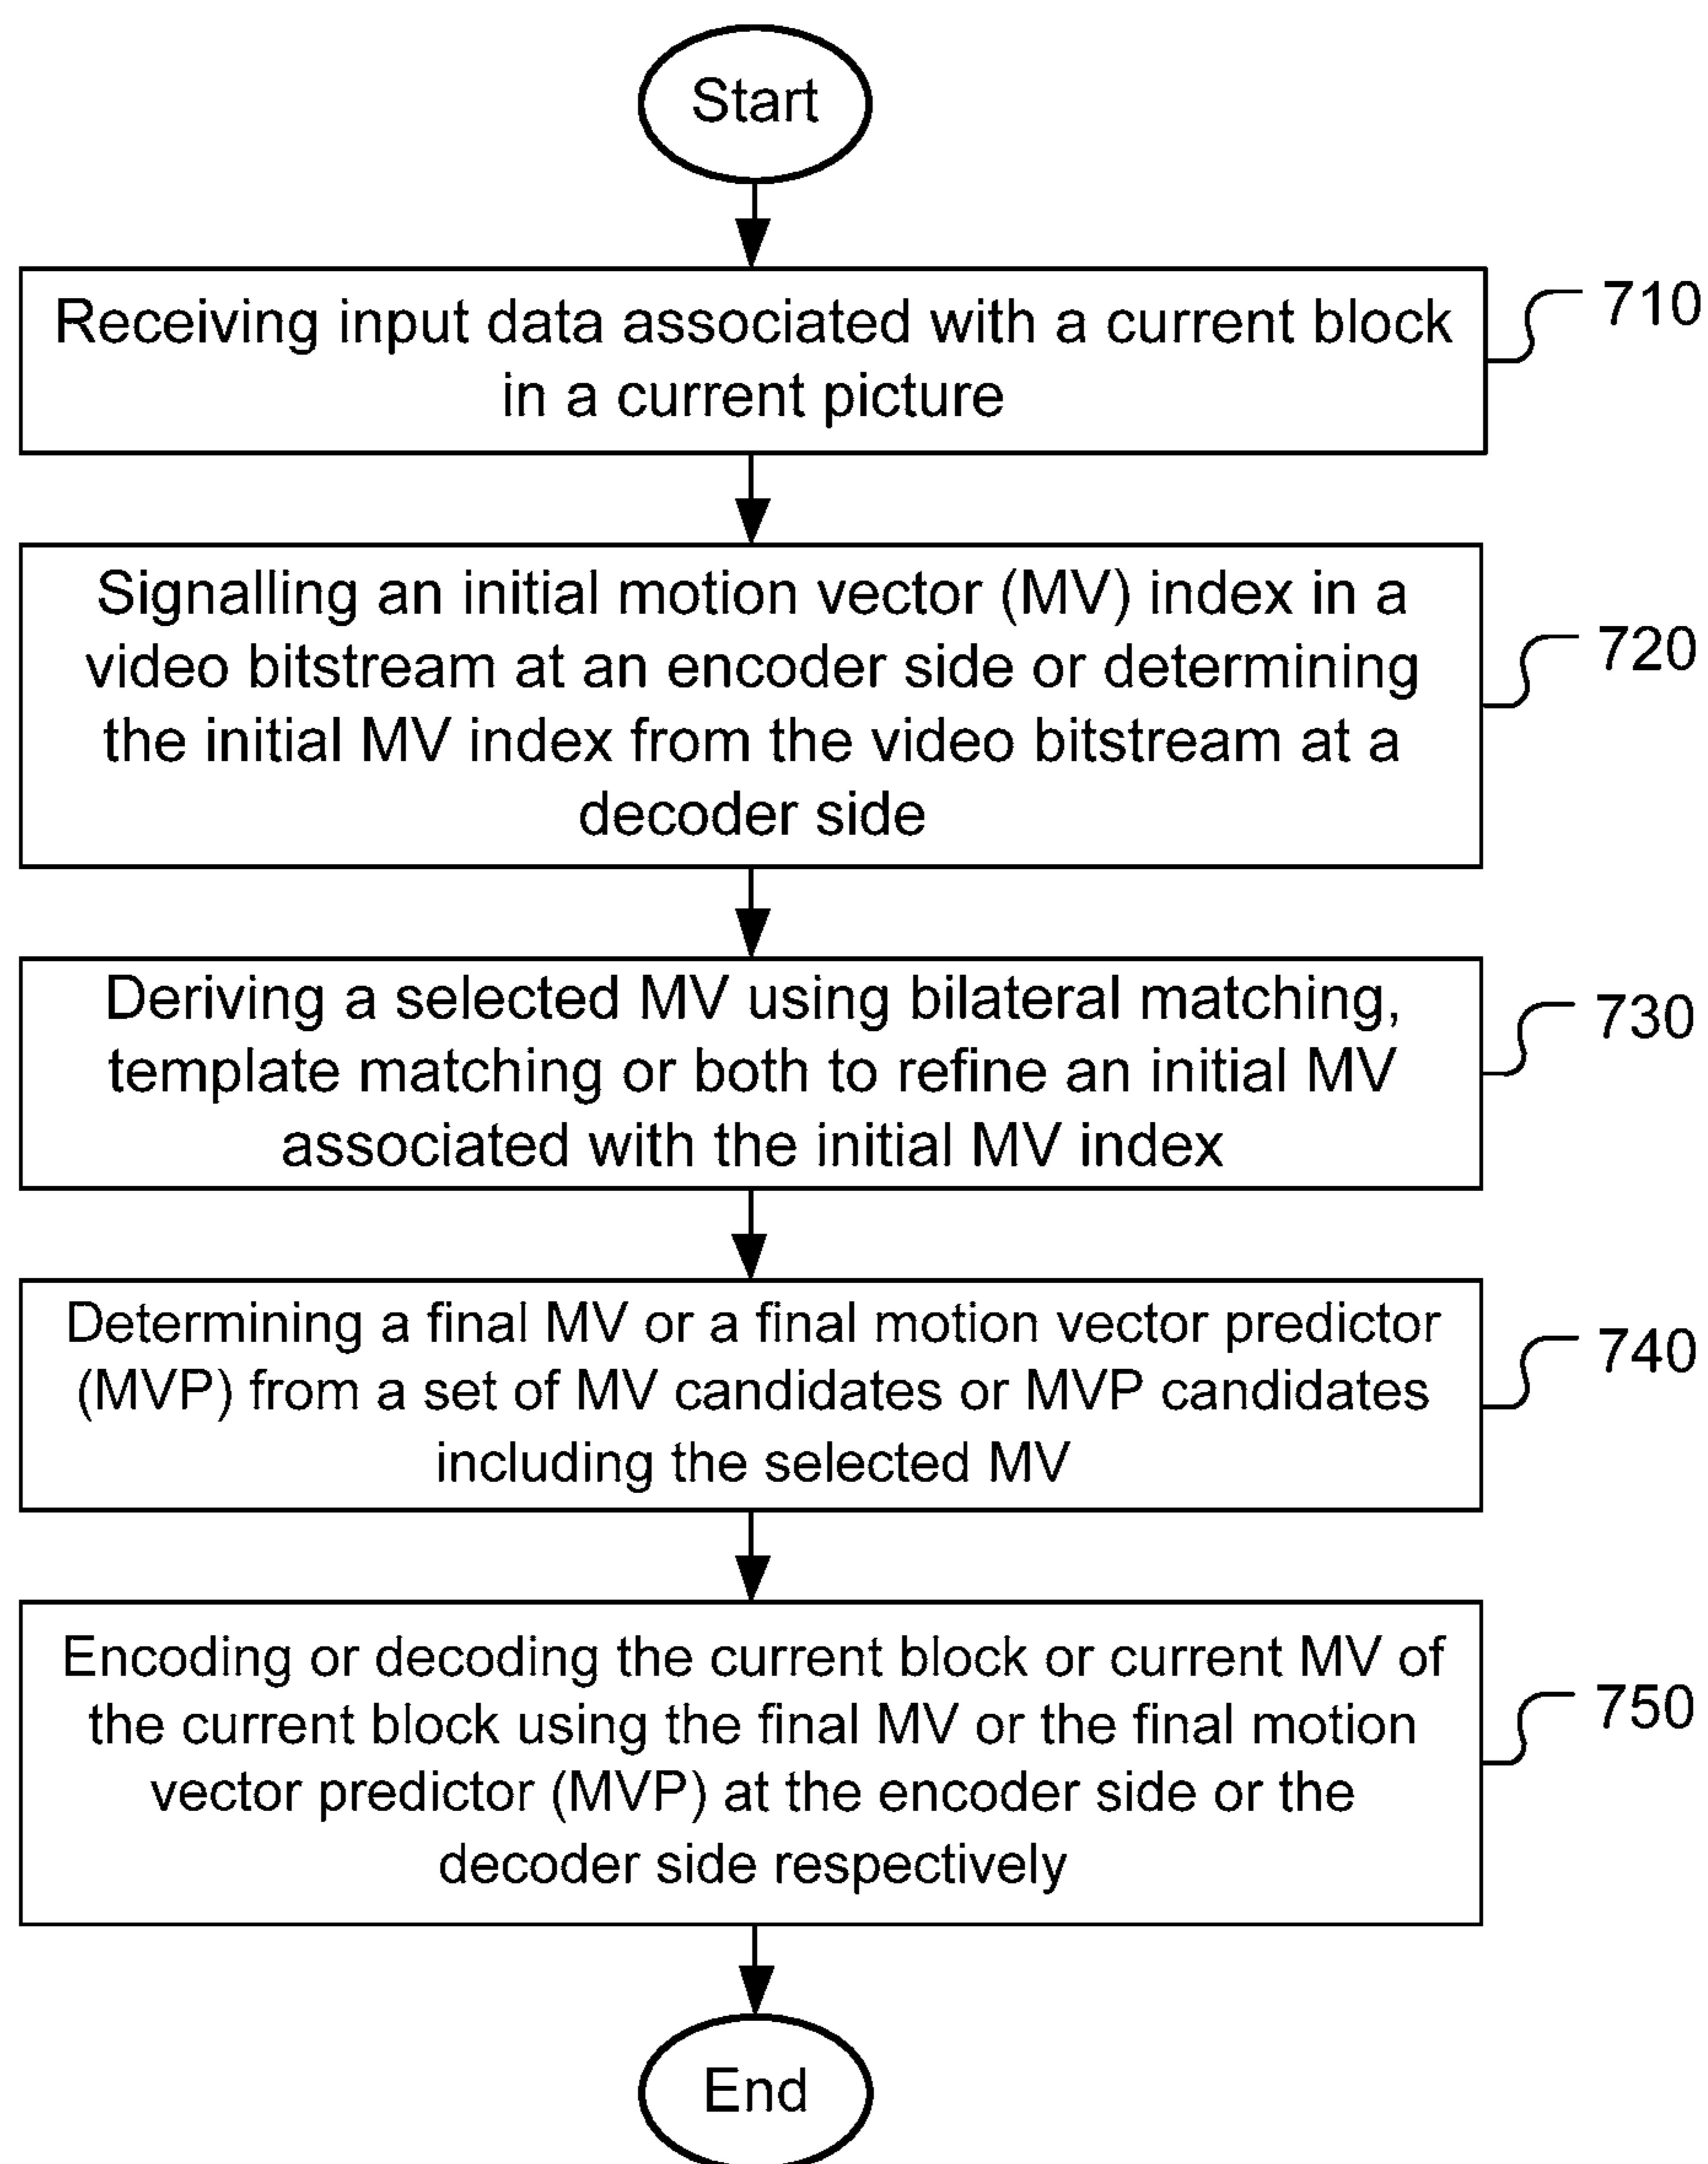 Start
Receiving input data associated with a current block
in a current picture
710
Signalling an initial motion vector (MV) index in a
video bitstream at an encoder side or determining
the initial MV index from the video bitstream at a
decoder side
720
Deriving a selected MV using bilateral matching,
template matching or both to refine an initial MV
associated with the initial MV index
730
Determining a final MV or a final motion vector predictor
(MVP) from a set of MV candidates or MVP candidates
including the selected MV
740
Encoding or decoding the current block or current MV of
the current block using the final MV or the final motion
vector predictor (MVP) at the encoder side or the
decoder side respectively
750
End